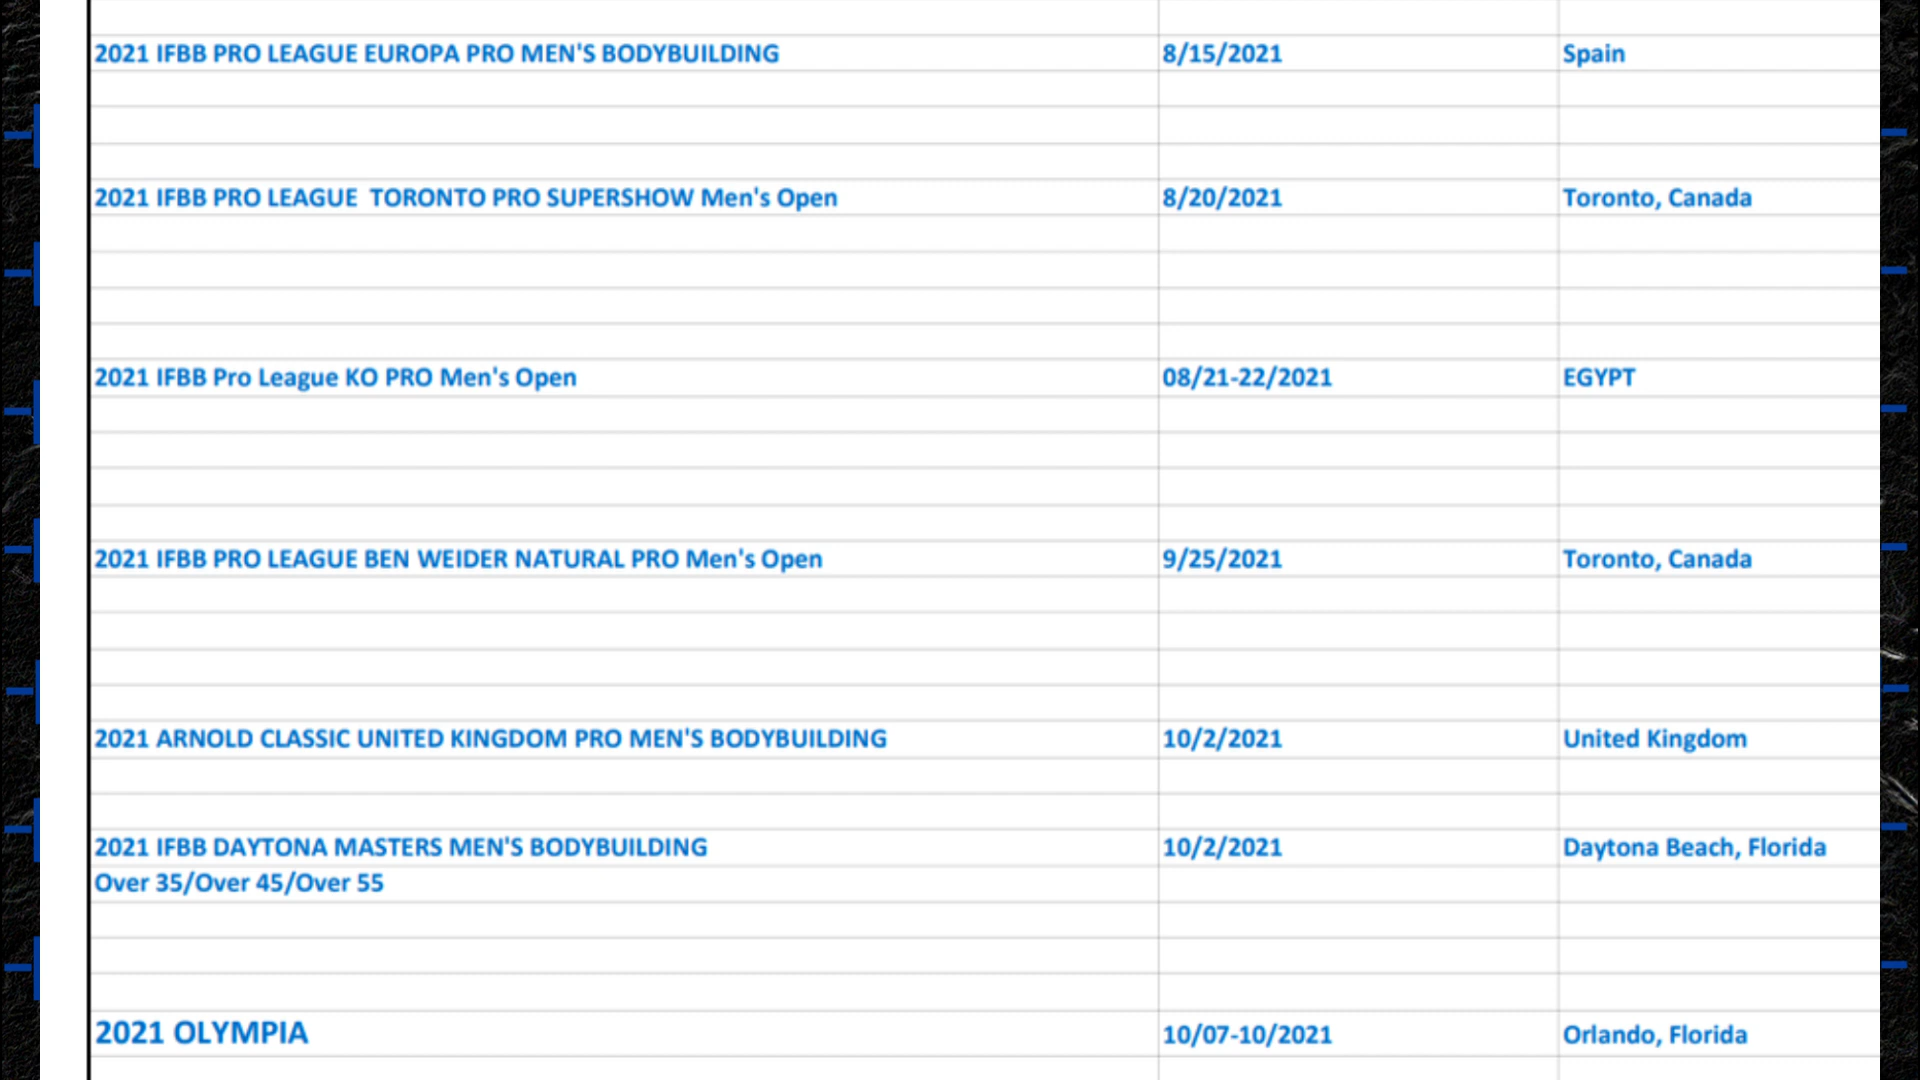 2021 IFBB PRO LEAGUE EUROPA PRO MEN'S BODYBUILDING 8/15/2021 Spain
2021 IFBB PRO LEAGUE  TORONTO PRO SUPERSHOW Men's Open 8/20/2021 Toronto, Canada
2021 IFBB Pro League KO PRO Men's Open 08/21-22/2021 EGYPT
2021 IFBB PRO LEAGUE BEN WEIDER NATURAL PRO Men's Open 9/25/2021 Toronto, Canada
2021 ARNOLD CLASSIC UNITED KINGDOM PRO MEN'S BODYBUILDING 10/2/2021 United Kingdom
2021 IFBB DAYTONA MASTERS MEN'S BODYBUILDING 10/2/2021 Daytona Beach, Florida
Over 35/Over 45/Over 55
2021 OLYMPIA 10/07-10/2021 Orlando, Florida